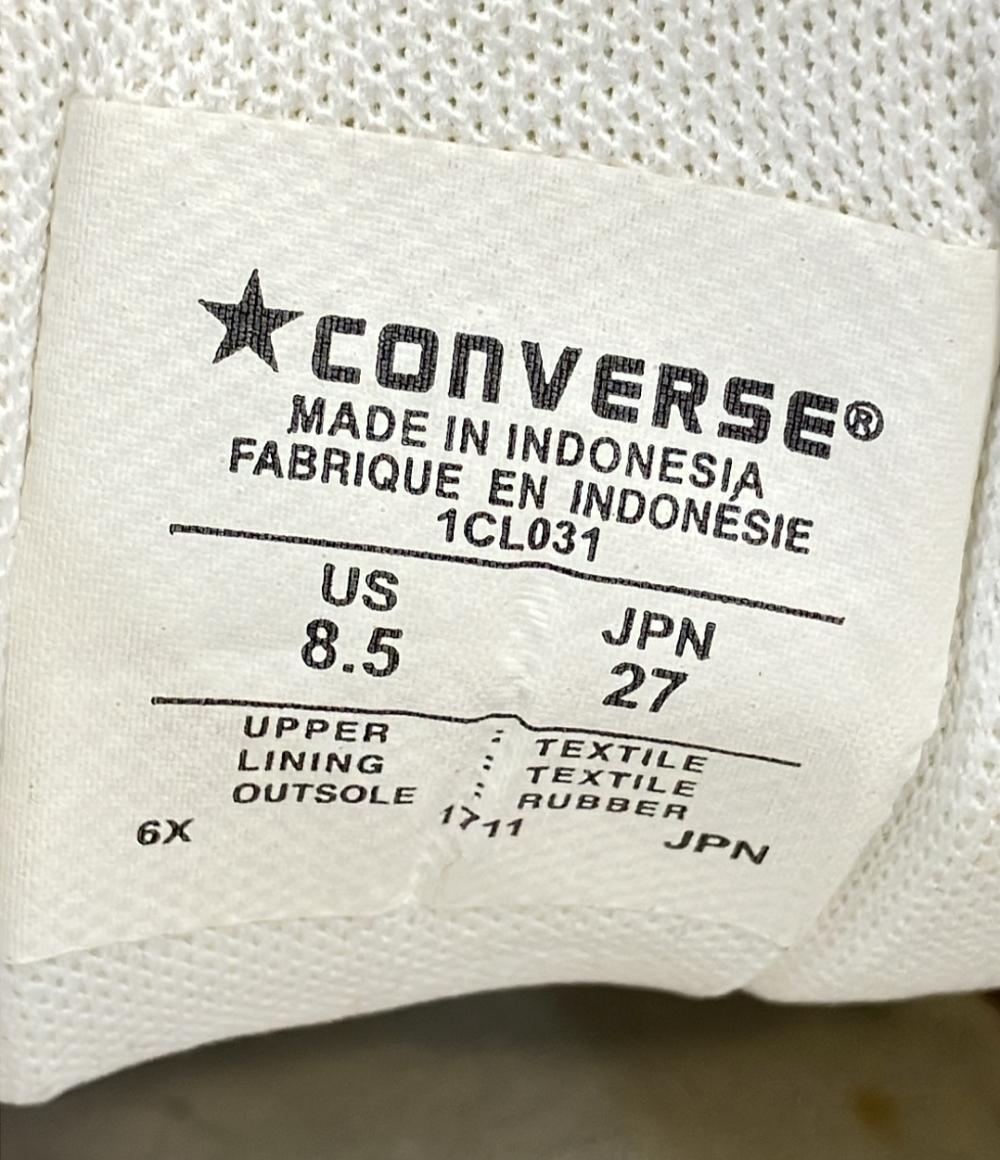 ★CONVERSE®
MADE IN INDONESIA
FABRIQUE EN INDONÉSIE
1CL031
US JPN
8.5 27
UPPER : TEXTILE
LINING : TEXTILE
OUTSOLE : RUBBER
6X 1711 JPN